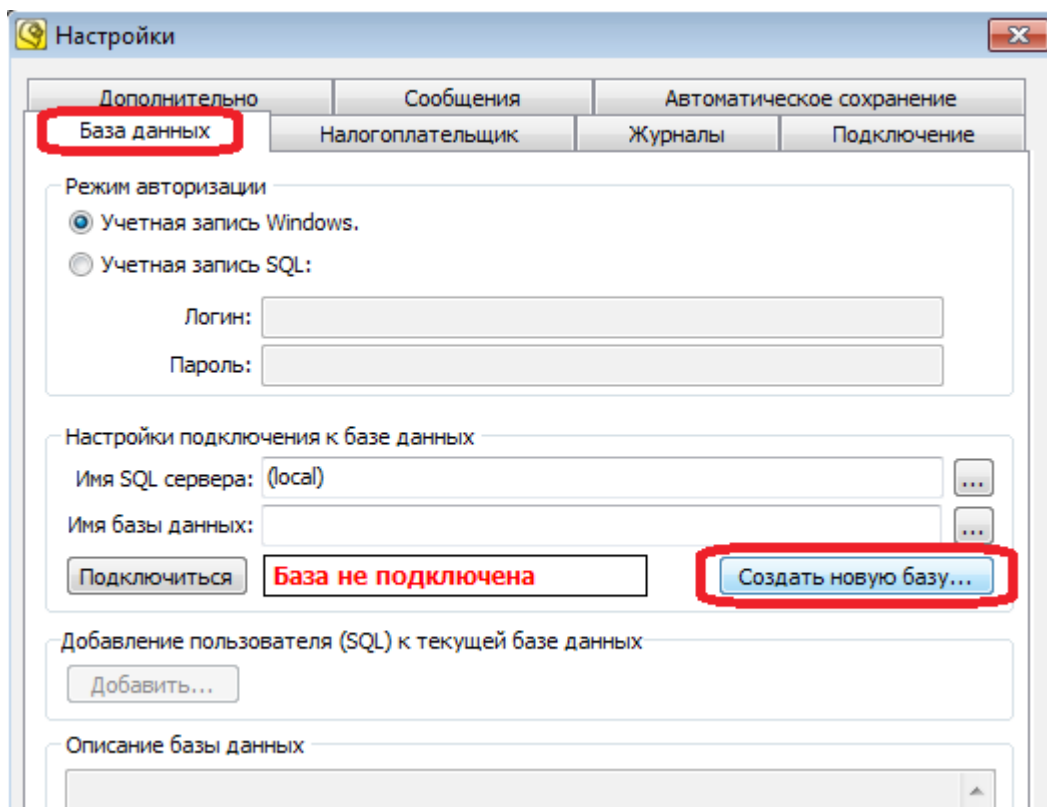 Настройки
Дополнительно Сообщения Автоматическое сохранение
База данных Налогоплательщик Журналы Подключение
Режим авторизации
Учетная запись Windows.
Учетная запись SQL:
Логин:
Пароль:
Настройки подключения к базе данных
Имя SQL сервера: (local) ...
Имя базы данных: ...
Подключиться База не подключена Создать новую базу...
Добавление пользователя (SQL) к текущей базе данных
Добавить...
Описание базы данных